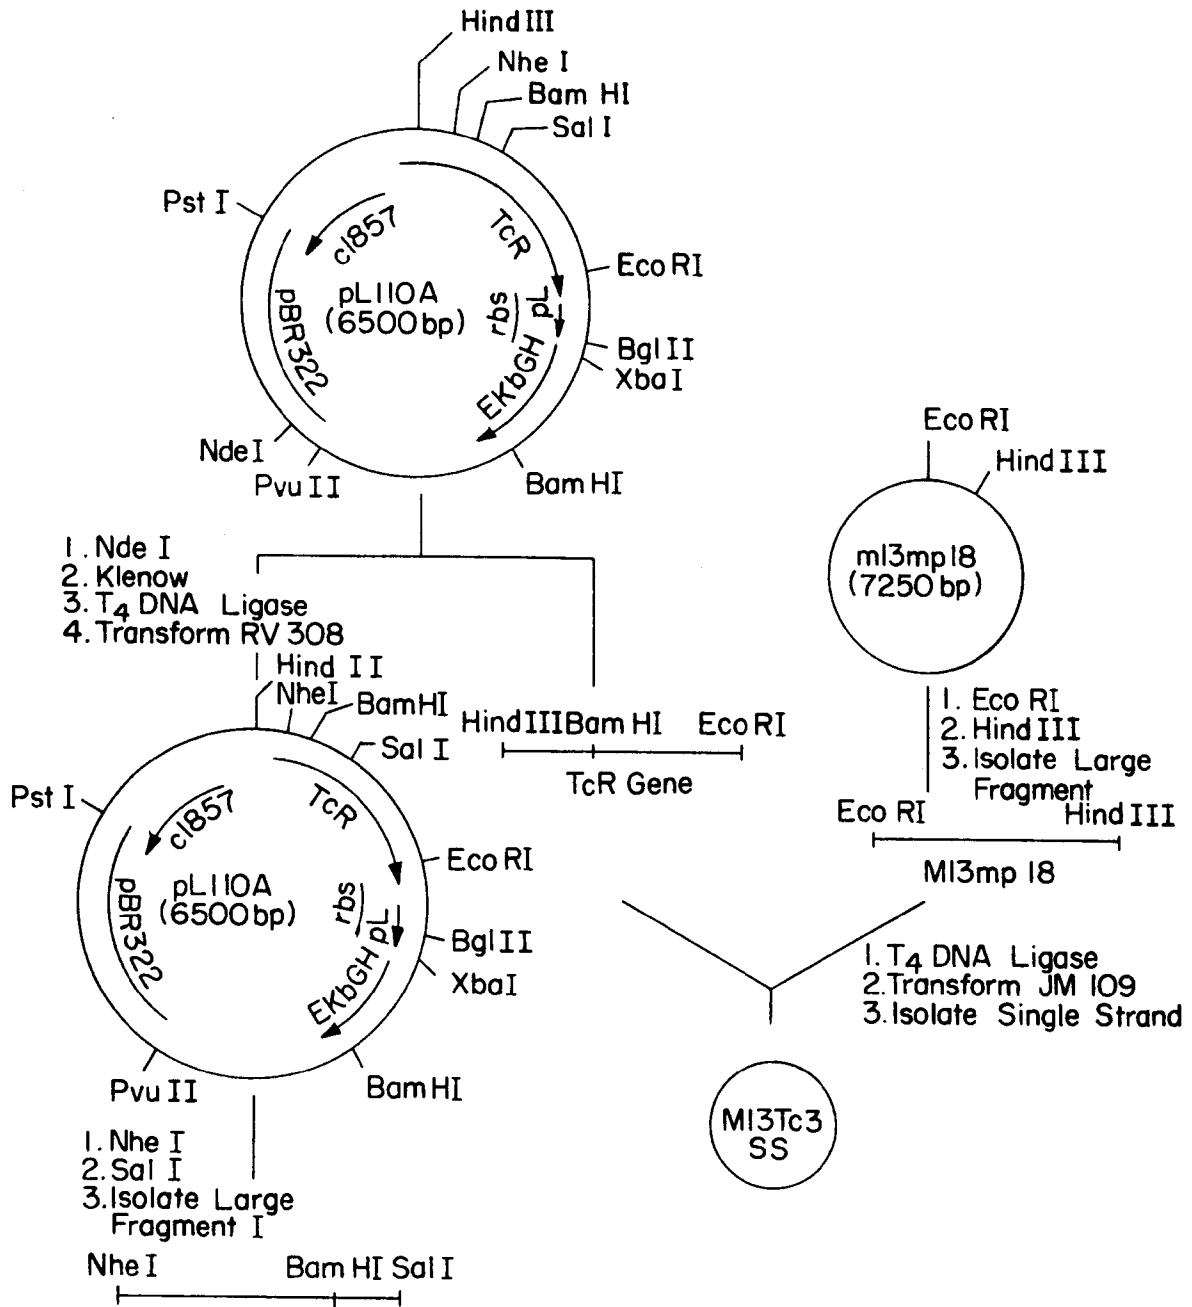 Hind III
Nhe I
Bam HI
Sal I
Pst I
cI857
TcR
Eco RI
pL110A
(6500bp)
rbs
pL
pBR322
EKbGH
Bgl II
Xba I
Nde I
Pvu II
Bam HI
Eco RI
Hind III
m13mp18
(7250bp)
1. Nde I
2. Klenow
3. T4 DNA Ligase
4. Transform RV 308
Hind II
NheI
BamHI
Sal I
Pst I
cI857
TcR
Eco RI
pL110A
(6500bp)
rbs
pL
pBR322
EKbGH
Bgl II
XbaI
Pvu II
Bam HI
Hind III Bam HI Eco RI
TcR Gene
1. Eco RI
2. Hind III
3. Isolate Large
Fragment
Eco RI Hind III
M13mp 18
1. T4 DNA Ligase
2. Transform JM 109
3. Isolate Single Strand
M13Tc3
SS
1. Nhe I
2. Sal I
3. Isolate Large
Fragment I
Nhe I Bam HI Sal I